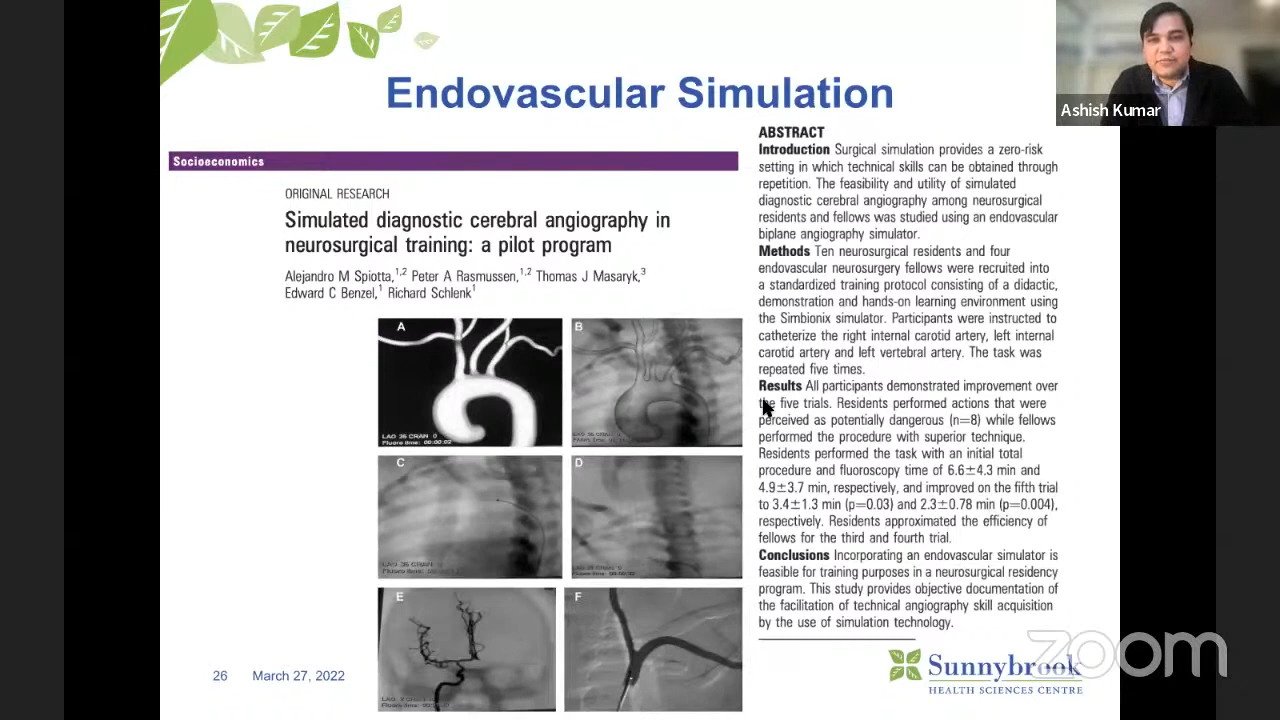 Endovascular Simulation
Ashish Kumar
Socioeconomics
ORIGINAL RESEARCH
Simulated diagnostic cerebral angiography in
neurosurgical training: a pilot program
Alejandro M Spiotta,1,2 Peter A Rasmussen,1,2 Thomas J Masaryk,3
Edward C Benzel,1 Richard Schlenk1
A
B
LAO 35 CRAN 0
C
D
E
F
ABSTRACT
Introduction Surgical simulation provides a zero-risk
setting in which technical skills can be obtained through
repetition. The feasibility and utility of simulated
diagnostic cerebral angiography among neurosurgical
residents and fellows was studied using an endovascular
biplane angiography simulator.
Methods Ten neurosurgical residents and four
endovascular neurosurgery fellows were recruited into
a standardized training protocol consisting of a didactic,
demonstration and hands-on learning environment using
the Simbionix simulator. Participants were instructed to
catheterize the right internal carotid artery, left internal
carotid artery and left vertebral artery. The task was
repeated five times.
Results All participants demonstrated improvement over
the five trials. Residents performed actions that were
perceived as potentially dangerous (n=8) while fellows
performed the procedure with superior technique.
Residents performed the task with an initial total
procedure and fluoroscopy time of 6.6±4.3 min and
4.9±3.7 min, respectively, and improved on the fifth trial
to 3.4±1.3 min (p=0.03) and 2.3±0.78 min (p=0.004),
respectively. Residents approximated the efficiency of
fellows for the third and fourth trial.
Conclusions Incorporating an endovascular simulator is
feasible for training purposes in a neurosurgical residency
program. This study provides objective documentation of
the facilitation of technical angiography skill acquisition
by the use of simulation technology.
26 March 27, 2022
Sunnybrook
HEALTH SCIENCES CENTRE
zoom